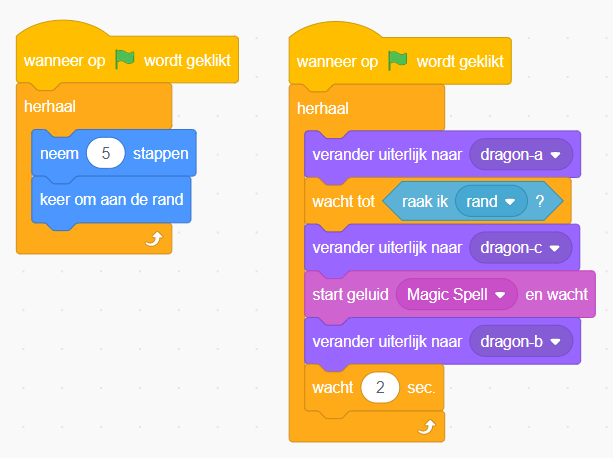 wanneer op wordt geklikt
herhaal
neem 5 stappen
keer om aan de rand
wanneer op wordt geklikt
herhaal
verander uiterlijk naar dragon-a
wacht tot raak ik rand ?
verander uiterlijk naar dragon-c
start geluid Magic Spell en wacht
verander uiterlijk naar dragon-b
wacht 2 sec.